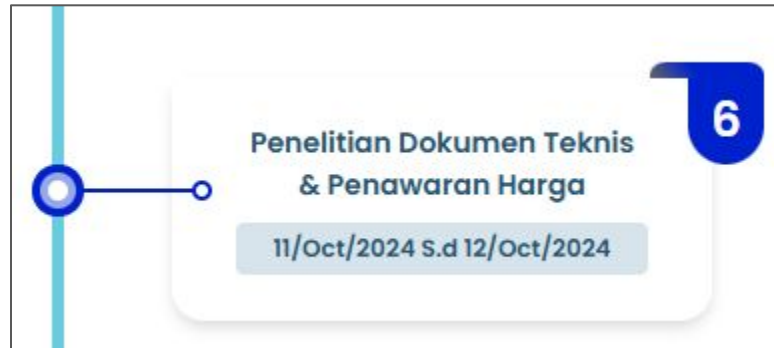 6
Penelitian Dokumen Teknis
& Penawaran Harga
11/Oct/2024 S.d 12/Oct/2024